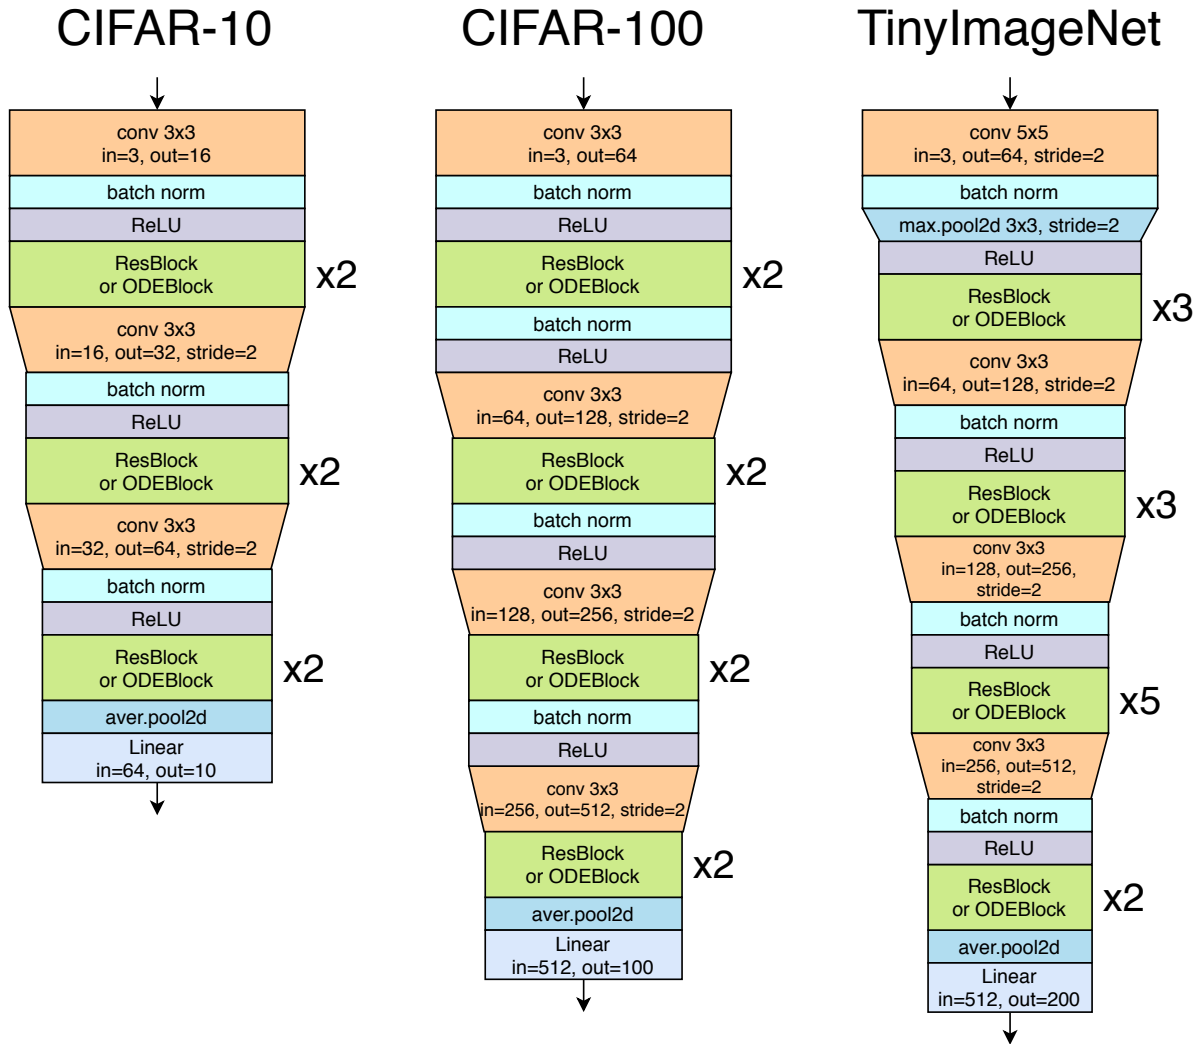 CIFAR-10
conv 3x3
in=3, out=16
batch norm
ReLU
ResBlock
or ODEBlock
x2
conv 3x3
in=16, out=32, stride=2
batch norm
ReLU
ResBlock
or ODEBlock
x2
conv 3x3
in=32, out=64, stride=2
batch norm
ReLU
ResBlock
or ODEBlock
x2
aver.pool2d
Linear
in=64, out=10
CIFAR-100
conv 3x3
in=3, out=64
batch norm
ReLU
ResBlock
or ODEBlock
x2
batch norm
ReLU
conv 3x3
in=64, out=128, stride=2
ResBlock
or ODEBlock
x2
batch norm
ReLU
conv 3x3
in=128, out=256, stride=2
ResBlock
or ODEBlock
x2
batch norm
ReLU
conv 3x3
in=256, out=512, stride=2
ResBlock
or ODEBlock
x2
aver.pool2d
Linear
in=512, out=100
TinyImageNet
conv 5x5
in=3, out=64, stride=2
batch norm
max.pool2d 3x3, stride=2
ReLU
ResBlock
or ODEBlock
x3
conv 3x3
in=64, out=128, stride=2
batch norm
ReLU
ResBlock
or ODEBlock
x3
conv 3x3
in=128, out=256,
stride=2
batch norm
ReLU
ResBlock
or ODEBlock
x5
conv 3x3
in=256, out=512,
stride=2
batch norm
ReLU
ResBlock
or ODEBlock
x2
aver.pool2d
Linear
in=512, out=200